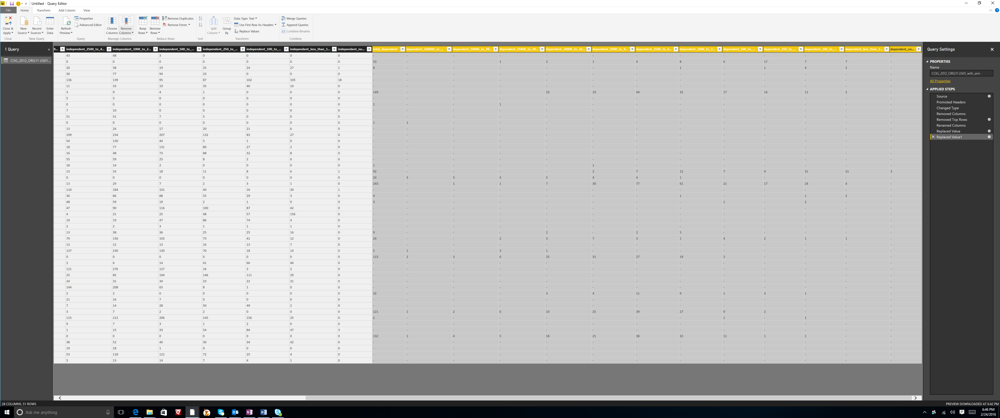 Untitled - Query Editor
File Home Transform Add Column View
Close & Apply
New Source
Recent Sources
Enter Data
Refresh Preview
Properties
Advanced Editor
Choose Columns
Remove Columns
Keep Rows
Remove Rows
Remove Duplicates
Remove Errors
Split Column
Group By
Data Type: Text
Use First Row As Headers
Replace Values
Merge Queries
Append Queries
Combine Binaries
Close New Query Query Manage Columns Reduce Rows Sort Transform Combine
1 Query
COG_2012_ORG11 US01...
9... independent_2500_to_4... independent_1000_to_2... independent_500_to_... independent_250_to_... independent_100_to_... independent_less_than_1... independent_no... total_dependent dependent_100000_or_... dependent_50000_to_99... dependent_25000_to_49... dependent_10000_to_24... dependent_5000_to_9... dependent_2500_to_4... dependent_1000_to_2... dependent_500_to_... dependent_250_to_... dependent_100_to_... dependent_less_than_1... dependent_no...
43 48 3 0 0 0 0 - - - - - - - - - - - - -
0 0 0 0 0 0 0 53 - - 1 2 1 4 8 6 17 7 7 -
20 38 19 25 24 27 1 8 - - - - - - 1 - 1 4 2 -
30 77 94 23 0 0 0 - - - - - - - - - - - - -
136 139 95 87 102 105 18 - - - - - - - - - - - - -
11 33 19 35 40 10 0 - - - - - - - - - - - - -
3 9 4 1 0 0 0 149 - - - 10 19 44 32 17 14 11 2 -
5 3 0 0 0 0 0 - - - - - - - - - - - - -
0 0 0 0 0 0 0 1 - - 1 - - - - - - - - -
7 10 0 0 0 0 0 - - - - - - - - - - - - -
51 51 7 5 0 0 0 - - - - - - - - - - - - -
0 0 0 0 0 0 0 1 1 - - - - - - - - - - -
13 24 17 20 21 6 0 - - - - - - - - - - - - -
109 234 207 132 83 27 0 - - - - - - - - - - - - -
54 130 44 5 1 0 0 - - - - - - - - - - - - -
18 77 131 80 27 2 0 - - - - - - - - - - - - -
16 48 73 88 32 8 0 - - - - - - - - - - - - -
55 59 25 8 2 0 0 - - - - - - - - - - - - -
18 14 2 0 0 0 0 1 - - - - 1 - - - - - - -
13 33 18 11 8 6 1 92 - - - - 2 7 12 7 9 31 21 3
0 0 0 0 0 0 0 24 3 3 4 5 4 4 1 - - - - -
13 29 7 2 3 1 0 243 - 1 1 7 30 77 61 21 17 24 4 -
110 184 101 40 16 30 1 - - - - - - - - - - - - -
36 86 88 55 29 3 0 4 - - - - - - 1 - - 1 2 -
48 59 19 2 1 0 0 3 - - - - - - - 1 - 2 - -
47 90 116 100 87 42 0 - - - - - - - - - - - - -
4 21 25 48 57 156 0 - - - - - - - - - - - - -
10 19 47 86 74 4 0 - - - - - - - - - - - - -
2 2 3 1 1 1 0 - - - - - - - - - - - - -
13 38 36 25 25 16 0 9 - - - 2 - 2 5 - - - - -
79 156 103 73 41 12 0 24 - - 2 3 7 3 1 4 2 1 1 -
13 12 13 16 13 7 0 - - - - - - - - - - - - -
137 230 130 70 18 14 0 5 1 - 3 1 - - - - - - - -
0 0 0 0 0 0 0 115 2 3 6 25 31 27 19 2 - - - -
2 6 14 41 66 46 0 - - - - - - - - - - - - -
121 276 127 16 3 2 0 - - - - - - - - - - - - -
25 85 104 146 111 29 0 - - - - - - - - - - - - -
24 31 34 23 22 31 0 - - - - - - - - - - - - -
144 208 65 8 1 0 0 - - - - - - - - - - - - -
2 2 0 0 0 0 0 32 - - - 3 4 11 9 1 3 1 - -
21 16 7 0 0 0 0 - - - - - - - - - - - - -
7 14 28 50 49 2 0 - - - - - - - - - - - - -
3 7 2 2 0 0 0 121 1 2 6 10 25 39 27 9 2 - - -
115 212 206 145 156 25 0 2 - - - - - - - 1 - 1 - -
9 7 3 1 2 0 0 - - - - - - - - - - - - -
1 15 33 54 84 47 3 - - - - - - - - - - - - -
0 0 0 0 0 0 0 132 1 4 5 18 21 38 32 11 1 1 - -
38 52 40 30 34 42 0 - - - - - - - - - - - - -
19 18 1 0 0 0 0 - - - - - - - - - - - - -
53 118 121 72 25 4 0 - - - - - - - - - - - - -
5 13 14 7 4 1 0 - - - - - - - - - - - - -
Query Settings
PROPERTIES
Name
COG_2012_ORG11 US01_with_ann
All Properties
APPLIED STEPS
Source
Promoted Headers
Changed Type
Removed Columns
Removed Top Rows
Renamed Columns
Replaced Value
Replaced Value1
28 COLUMNS, 51 ROWS
PREVIEW DOWNLOADED AT 6:42 PM
Ask me anything
6:46 PM
2/24/2016